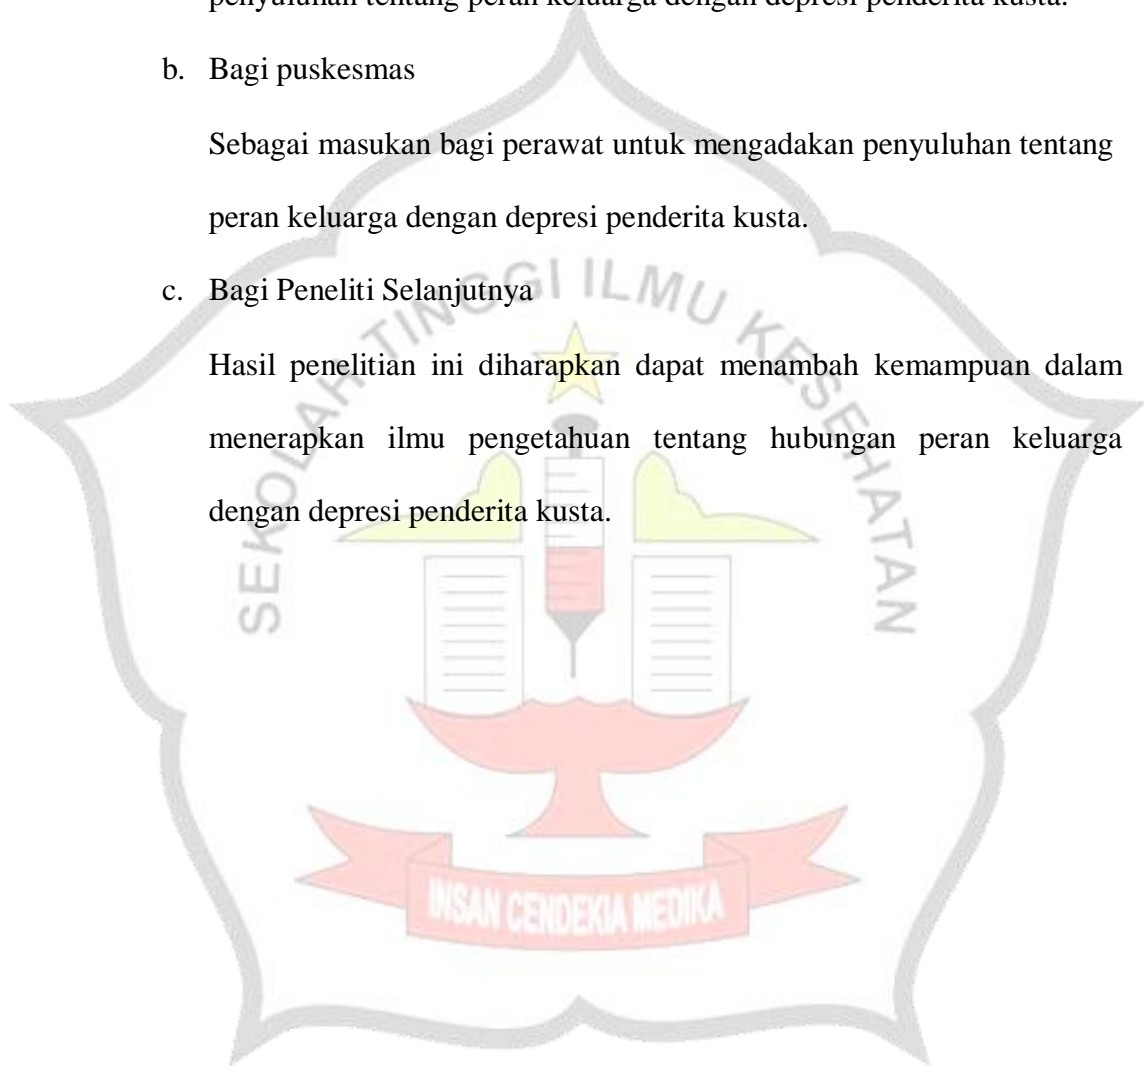 penyuluhan tentang peran keluarga dengan depresi penderita kusta.
b. Bagi puskesmas
Sebagai masukan bagi perawat untuk mengadakan penyuluhan tentang
peran keluarga dengan depresi penderita kusta.
c. Bagi Peneliti Selanjutnya
Hasil penelitian ini diharapkan dapat menambah kemampuan dalam
menerapkan ilmu pengetahuan tentang hubungan peran keluarga
dengan depresi penderita kusta.
SEKOLAH TINGGI ILMU KESEHATAN
INSAN CENDEKIA MEDIKA